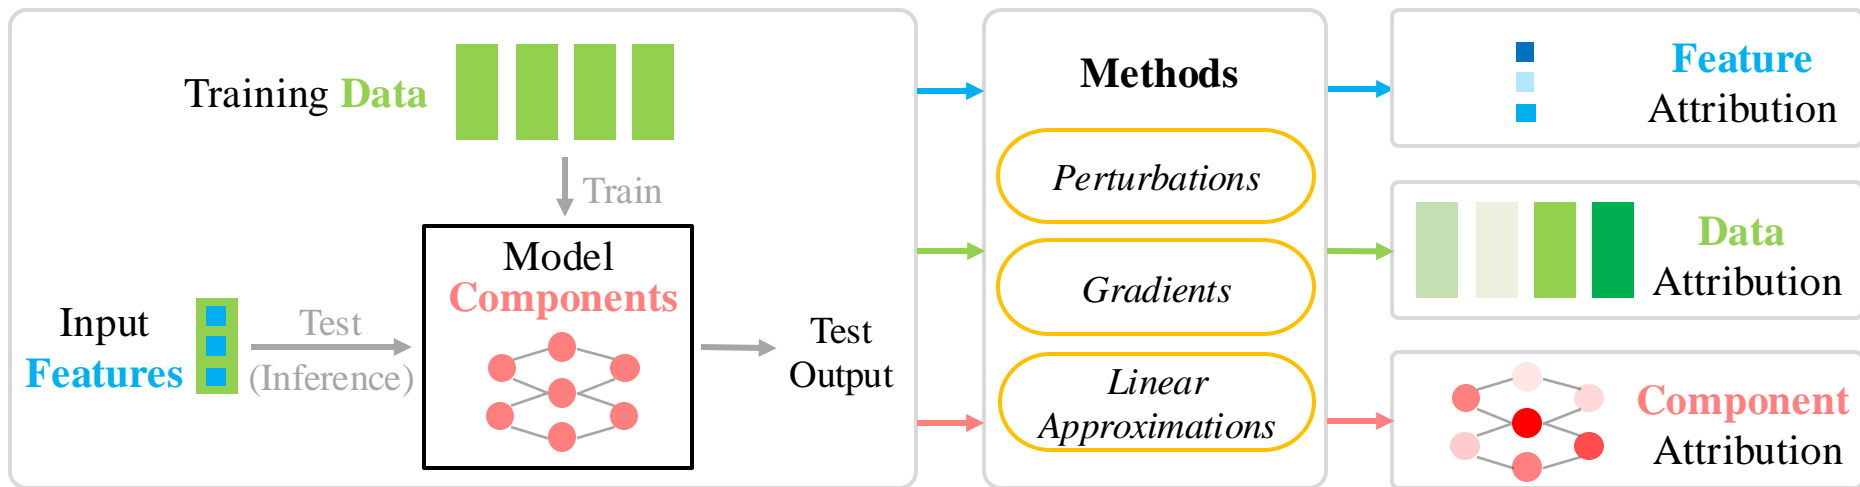 Training Data
Train
Model
Components
Input
Features
Test
(Inference)
Test
Output
Methods
Perturbations
Gradients
Linear
Approximations
Feature
Attribution
Data
Attribution
Component
Attribution